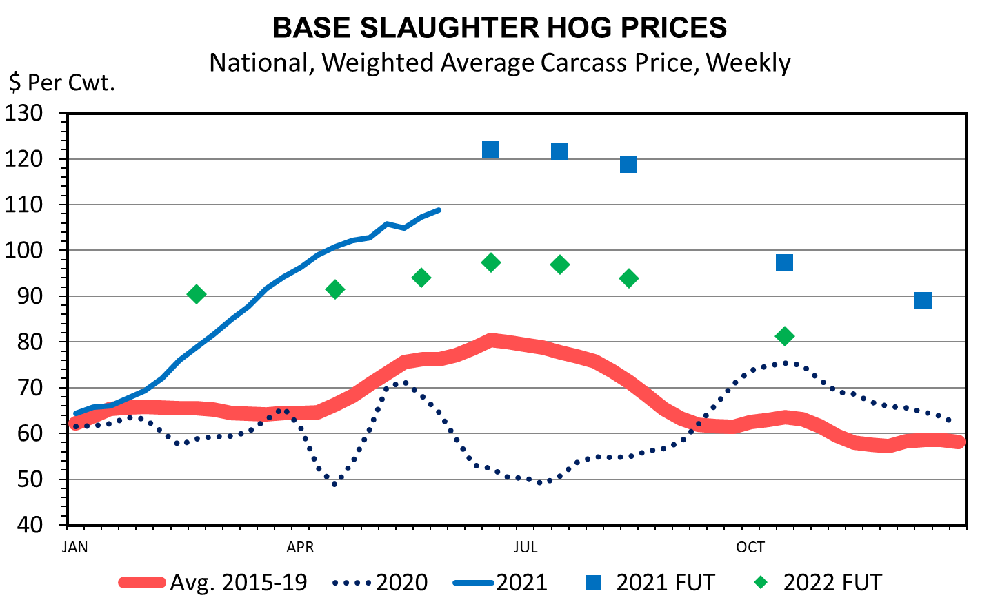 BASE SLAUGHTER HOG PRICES
National, Weighted Average Carcass Price, Weekly
$ Per Cwt.
130
120
110
100
90
80
70
60
50
40
JAN APR JUL OCT
Avg. 2015-19 2020 2021 2021 FUT 2022 FUT